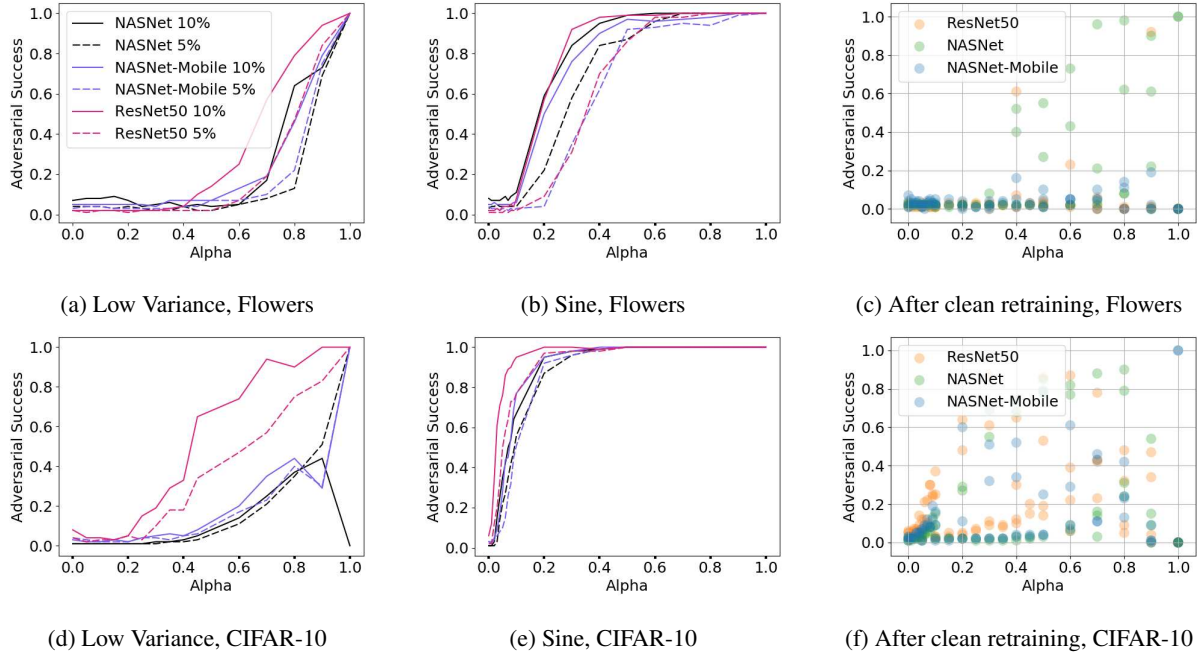 NASNet 10%
NASNet 5%
NASNet-Mobile 10%
NASNet-Mobile 5%
ResNet50 10%
ResNet50 5%
Adversarial Success
1.0
0.8
0.6
0.4
0.2
0.0
0.0 0.2 0.4 0.6 0.8 1.0
Alpha
(a) Low Variance, Flowers
Adversarial Success
1.0
0.8
0.6
0.4
0.2
0.0
0.0 0.2 0.4 0.6 0.8 1.0
Alpha
(b) Sine, Flowers
ResNet50
NASNet
NASNet-Mobile
Adversarial Success
1.0
0.8
0.6
0.4
0.2
0.0
0.0 0.2 0.4 0.6 0.8 1.0
Alpha
(c) After clean retraining, Flowers
Adversarial Success
1.0
0.8
0.6
0.4
0.2
0.0
0.0 0.2 0.4 0.6 0.8 1.0
Alpha
(d) Low Variance, CIFAR-10
Adversarial Success
1.0
0.8
0.6
0.4
0.2
0.0
0.0 0.2 0.4 0.6 0.8 1.0
Alpha
(e) Sine, CIFAR-10
ResNet50
NASNet
NASNet-Mobile
Adversarial Success
1.0
0.8
0.6
0.4
0.2
0.0
0.0 0.2 0.4 0.6 0.8 1.0
Alpha
(f) After clean retraining, CIFAR-10